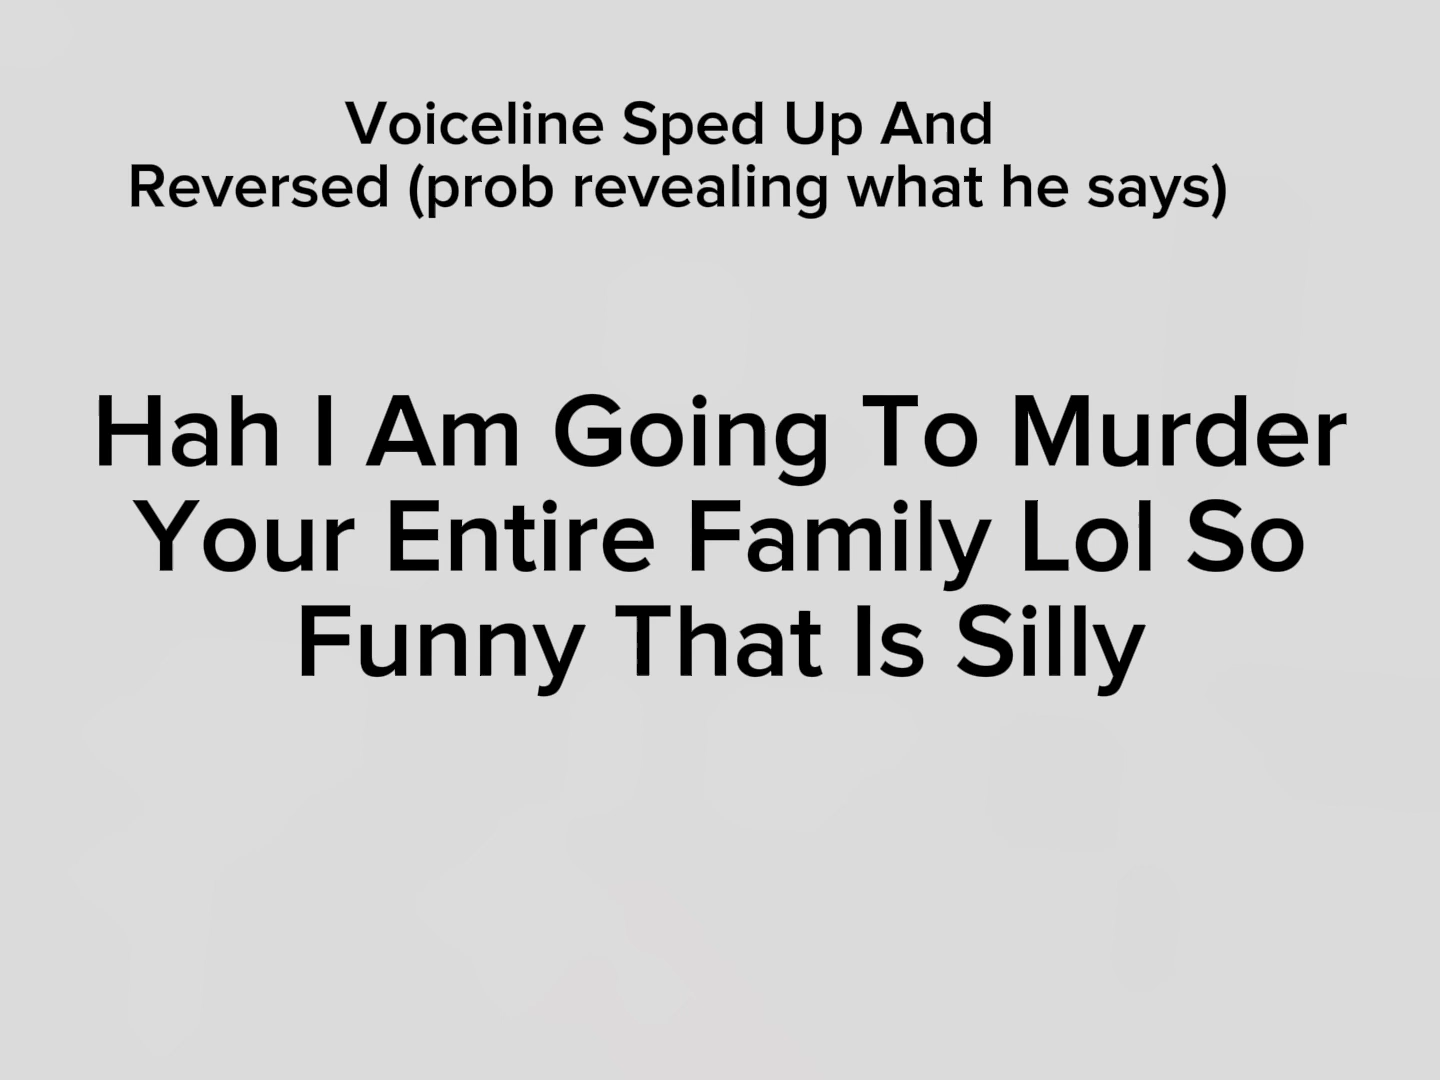 Voiceline Sped Up And
Reversed (prob revealing what he says)
Hah I Am Going To Murder
Your Entire Family Lol So
Funny That Is Silly